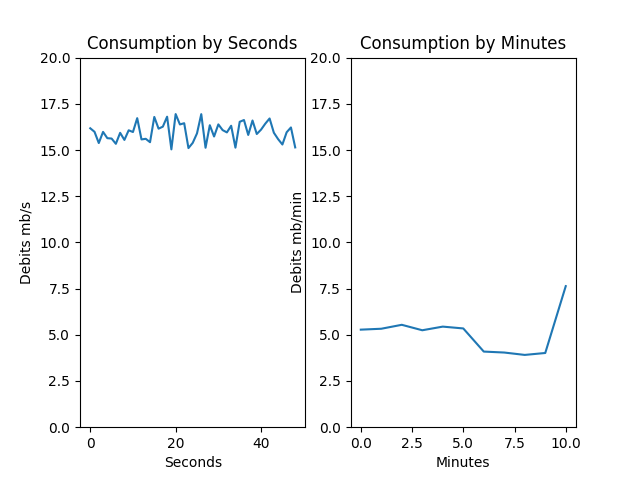 Consumption by Seconds
20.0
17.5
15.0
12.5
10.0
7.5
5.0
2.5
0.0
Debits mb/s
0 20 40
Seconds
Consumption by Minutes
20.0
17.5
15.0
12.5
10.0
7.5
5.0
2.5
0.0
Debits mb/min
0.0 2.5 5.0 7.5 10.0
Minutes